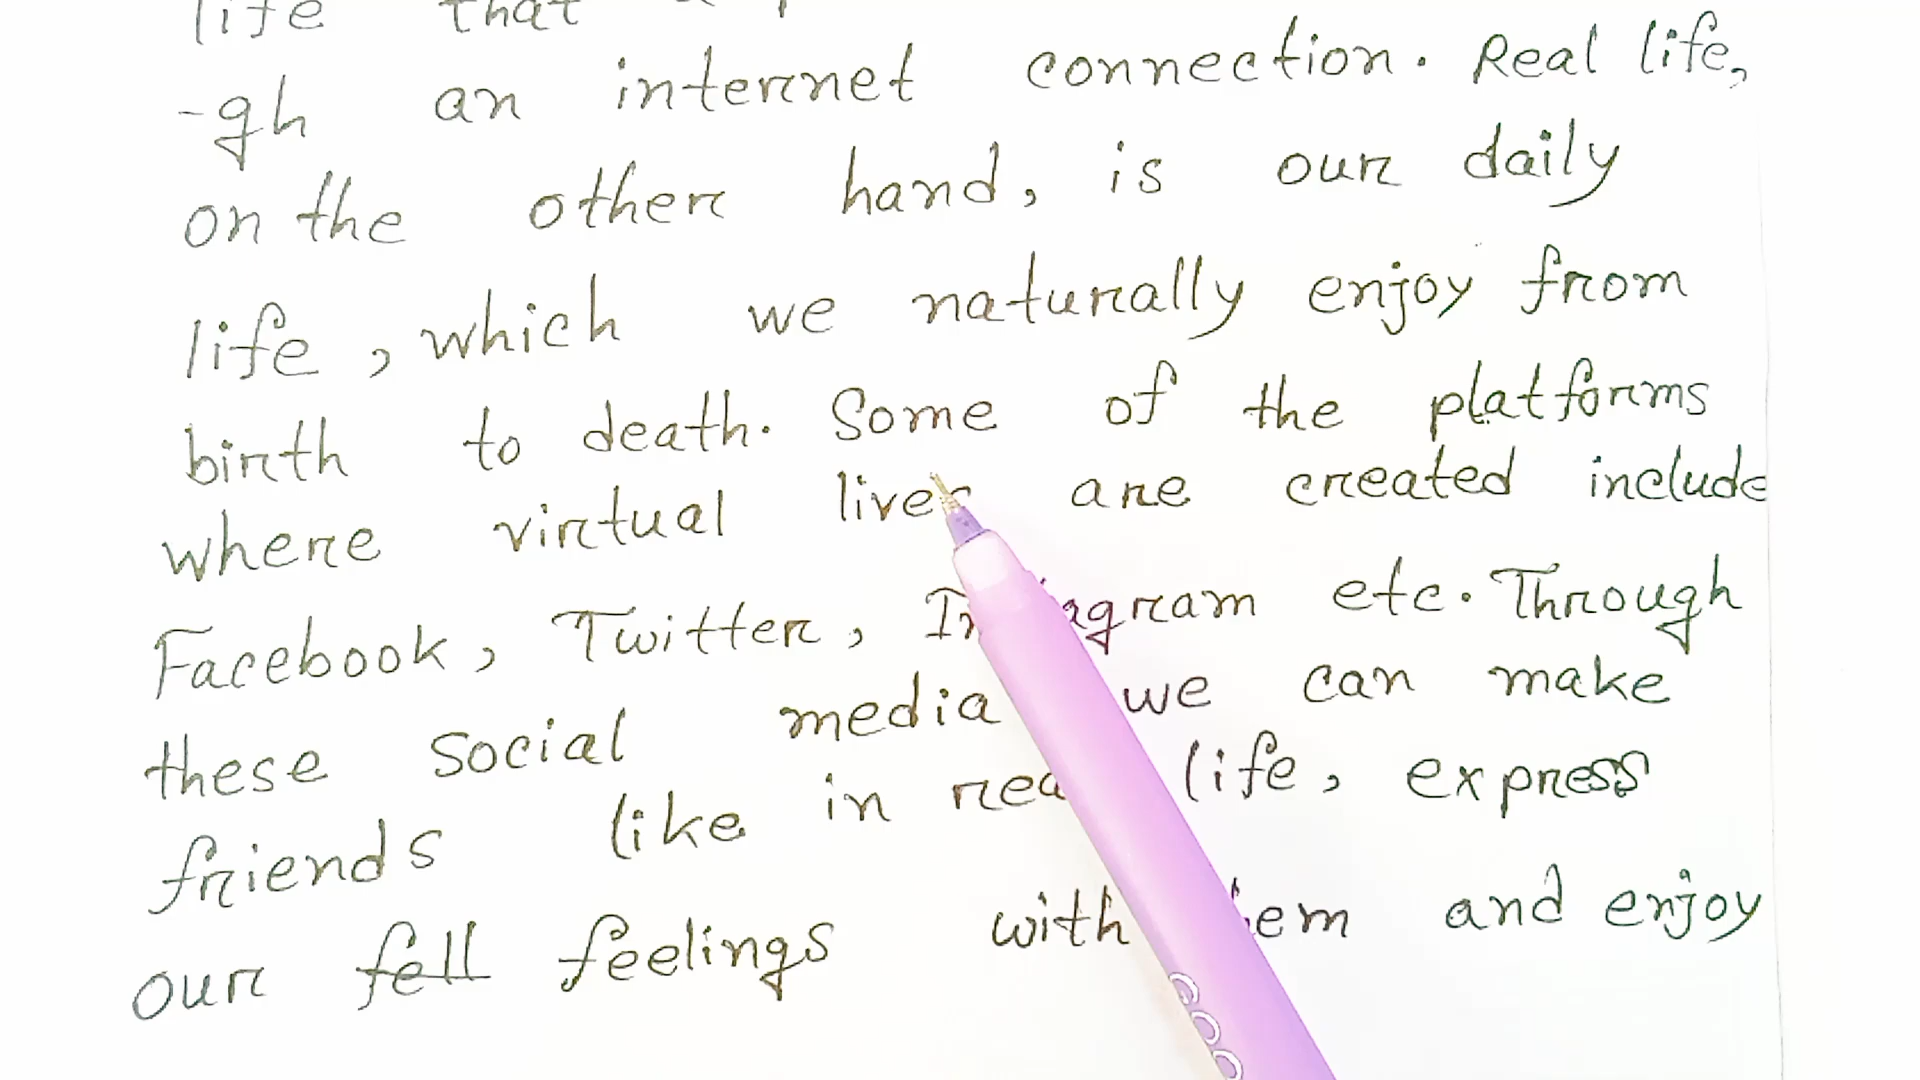 life that
-gh an internet connection. Real life,
on the other hand, is our daily
life, which we naturally enjoy from
birth to death. Some of the platforms
where virtual lives are created include
Facebook, Twitter, Instagram etc. Through
these social media we can make
friends like in real life, express
our fell feelings with them and enjoy